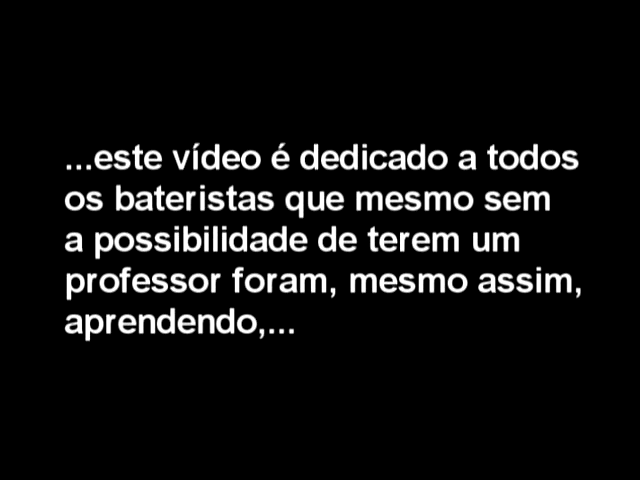 ...este vídeo é dedicado a todos
os bateristas que mesmo sem
a possibilidade de terem um
professor foram, mesmo assim,
aprendendo,...